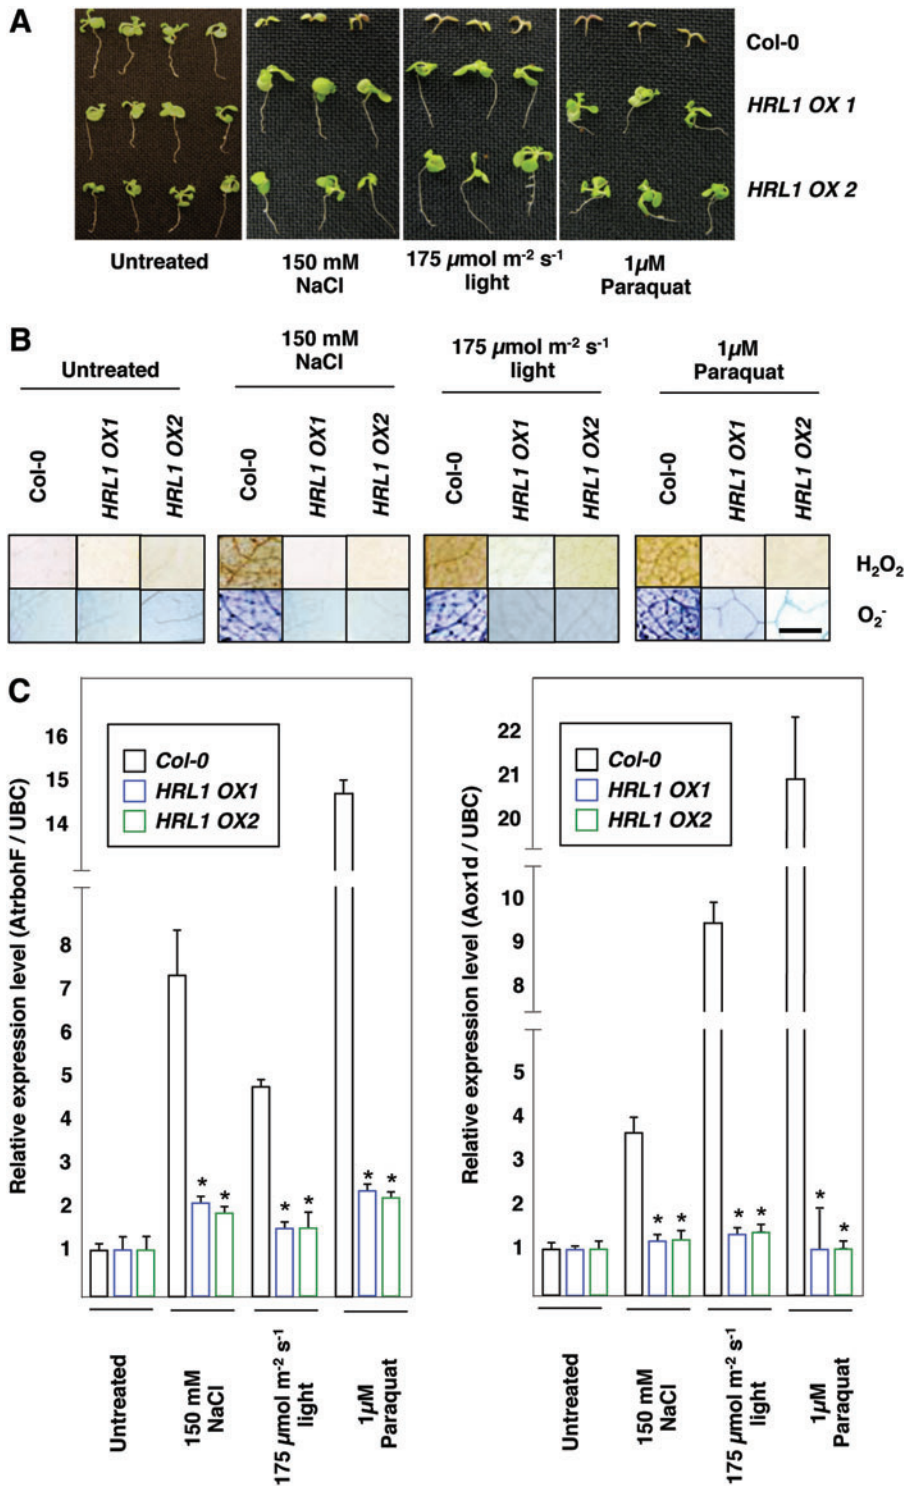 A
Col-0
HRL1 OX 1
HRL1 OX 2
Untreated
150 mM
NaCl
175 µmol m⁻² s⁻¹
light
1µM
Paraquat
B
Untreated
150 mM
NaCl
175 µmol m⁻² s⁻¹
light
1µM
Paraquat
Col-0
HRL1 OX1
HRL1 OX2
Col-0
HRL1 OX1
HRL1 OX2
Col-0
HRL1 OX1
HRL1 OX2
Col-0
HRL1 OX1
HRL1 OX2
H₂O₂
O₂⁻
C
Relative expression level (AtrbohF / UBC)
16
15
14
8
7
6
5
4
3
2
1
Col-0
HRL1 OX1
HRL1 OX2
* *
* *
* *
Untreated
150 mM
NaCl
175 µmol m⁻² s⁻¹
light
1µM
Paraquat
Relative expression level (Aox1d / UBC)
22
21
20
10
9
8
5
4
3
2
1
Col-0
HRL1 OX1
HRL1 OX2
* *
* *
* *
Untreated
150 mM
NaCl
175 µmol m⁻² s⁻¹
light
1µM
Paraquat